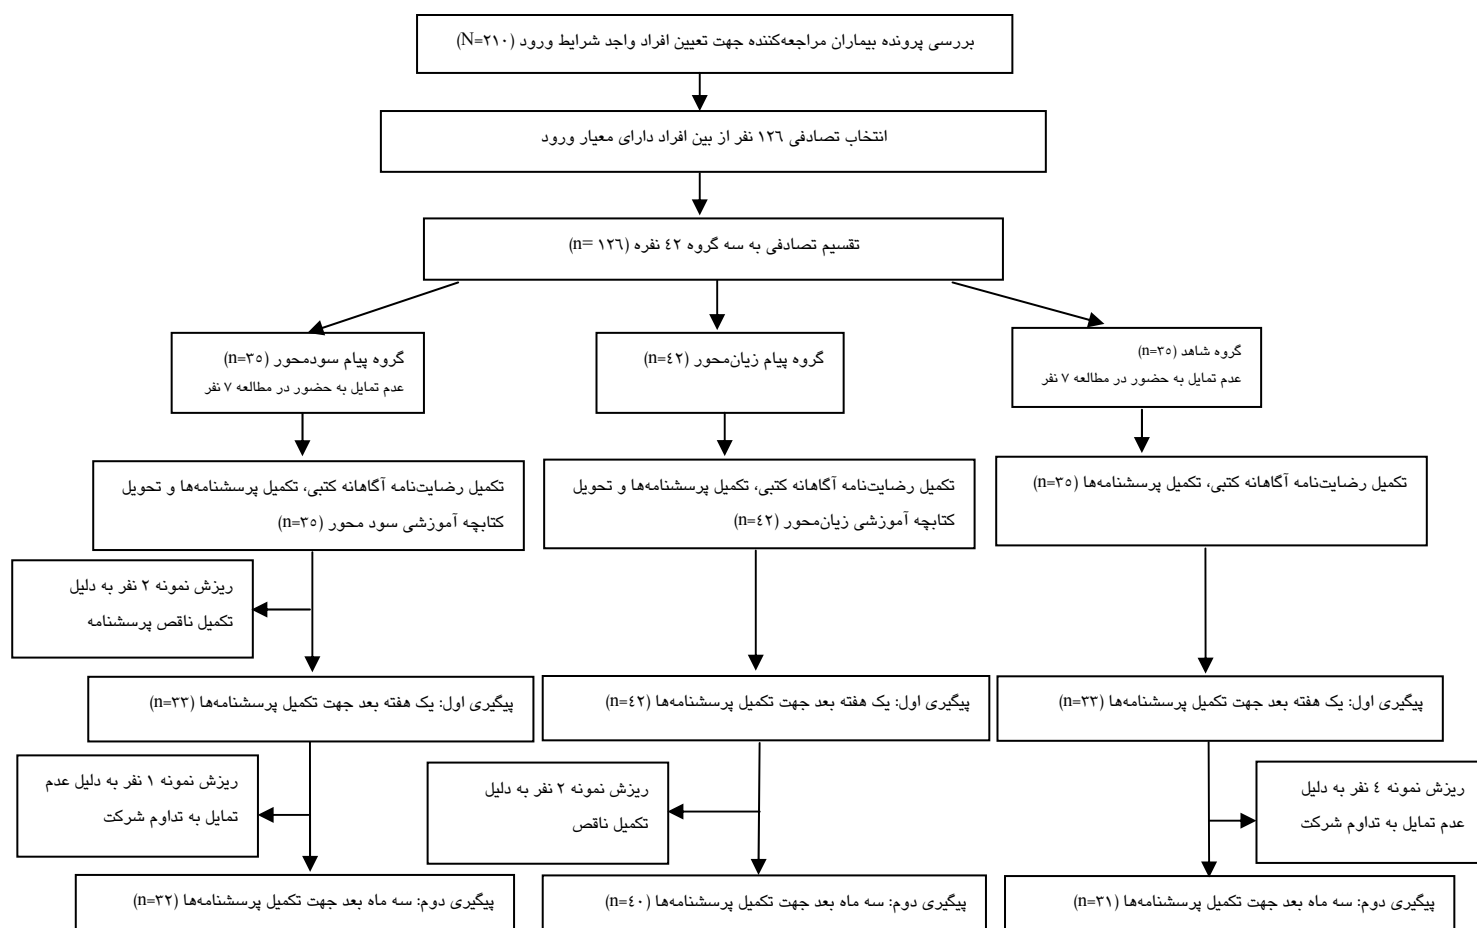 بررسی پرونده بیماران مراجعه‌کننده جهت تعیین افراد واجد شرایط ورود (N=۲۱۰)
انتخاب تصادفی ۱۲۶ نفر از بین افراد دارای معیار ورود
تقسیم تصادفی به سه گروه ۴۲ نفره (n= ۱۲۶)
گروه شاهد (n=۳۵)
عدم تمایل به حضور در مطالعه ۷ نفر
گروه پیام زیان‌محور (n=۴۲)
گروه پیام سودمحور (n=۳۵)
عدم تمایل به حضور در مطالعه ۷ نفر
تکمیل رضایت‌نامه آگاهانه کتبی، تکمیل پرسشنامه‌ها (n=۳۵)
تکمیل رضایت‌نامه آگاهانه کتبی، تکمیل پرسشنامه‌ها و تحویل
کتابچه آموزشی زیان‌محور (n=۴۲)
تکمیل رضایت‌نامه آگاهانه کتبی، تکمیل پرسشنامه‌ها و تحویل
کتابچه آموزشی سود محور (n=۳۵)
ریزش نمونه ۲ نفر به دلیل
تکمیل ناقص پرسشنامه
پیگیری اول: یک هفته بعد جهت تکمیل پرسشنامه‌ها (n=۳۳)
پیگیری اول: یک هفته بعد جهت تکمیل پرسشنامه‌ها (n=۴۲)
پیگیری اول: یک هفته بعد جهت تکمیل پرسشنامه‌ها (n=۳۳)
ریزش نمونه ۴ نفر به دلیل
عدم تمایل به تداوم شرکت
ریزش نمونه ۲ نفر به دلیل
تکمیل ناقص
ریزش نمونه ۱ نفر به دلیل عدم
تمایل به تداوم شرکت
پیگیری دوم: سه ماه بعد جهت تکمیل پرسشنامه‌ها (n=۳۱)
پیگیری دوم: سه ماه بعد جهت تکمیل پرسشنامه‌ها (n=۴۰)
پیگیری دوم: سه ماه بعد جهت تکمیل پرسشنامه‌ها (n=۳۲)